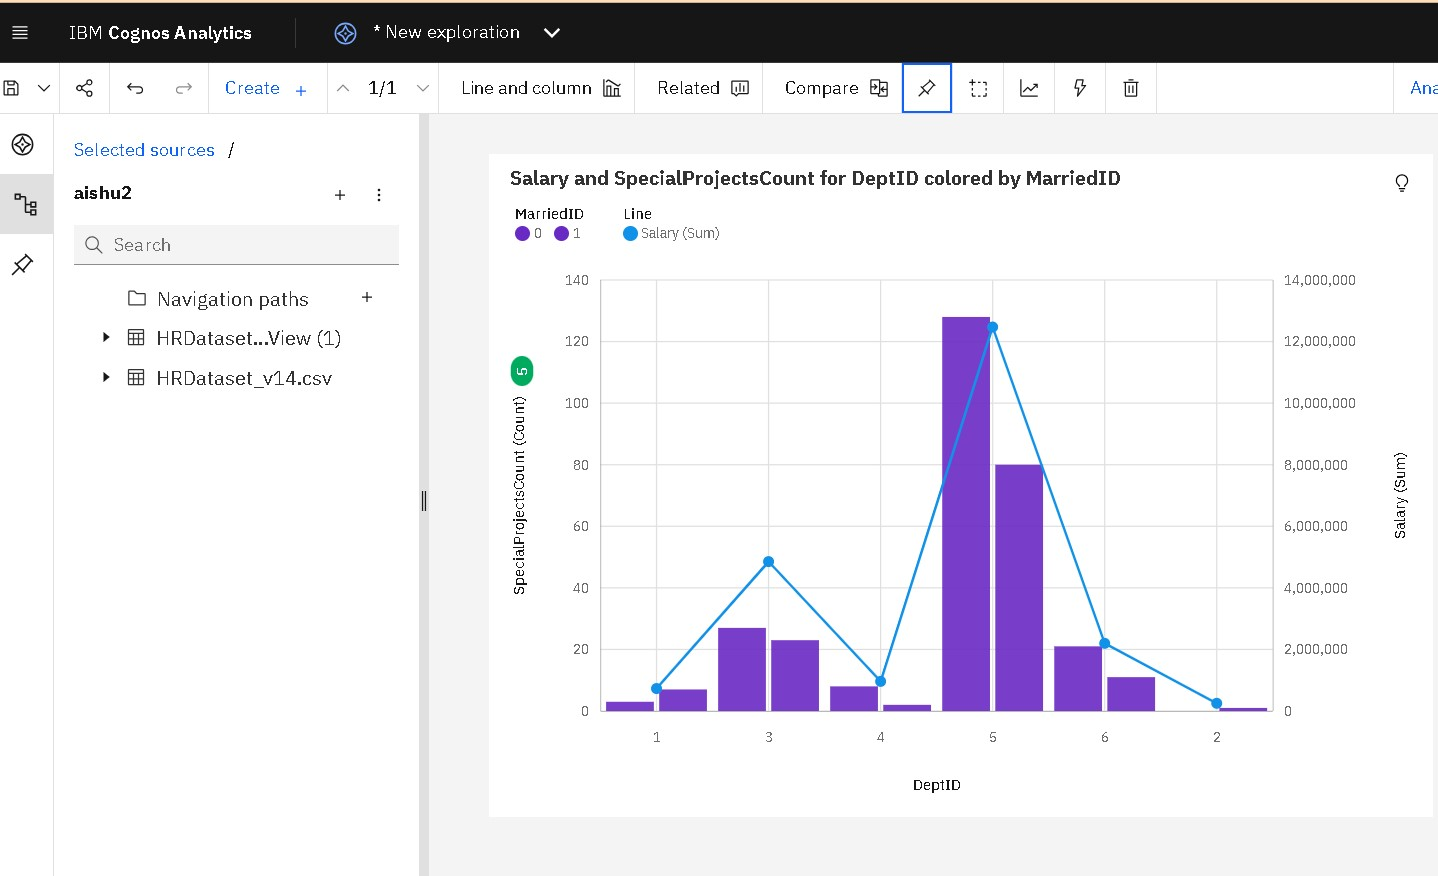 IBM Cognos Analytics
* New exploration
Create +
1/1
Line and column
Related
Compare
Ana
Selected sources /
aishu2
Search
Navigation paths
HRDataset...View (1)
HRDataset_v14.csv
Salary and SpecialProjectsCount for DeptID colored by MarriedID
MarriedID
0 1
Line
Salary (Sum)
SpecialProjectsCount (Count)
5
140
120
100
80
60
40
20
0
14,000,000
12,000,000
10,000,000
8,000,000
6,000,000
4,000,000
2,000,000
0
Salary (Sum)
1 3 4 5 6 2
DeptID